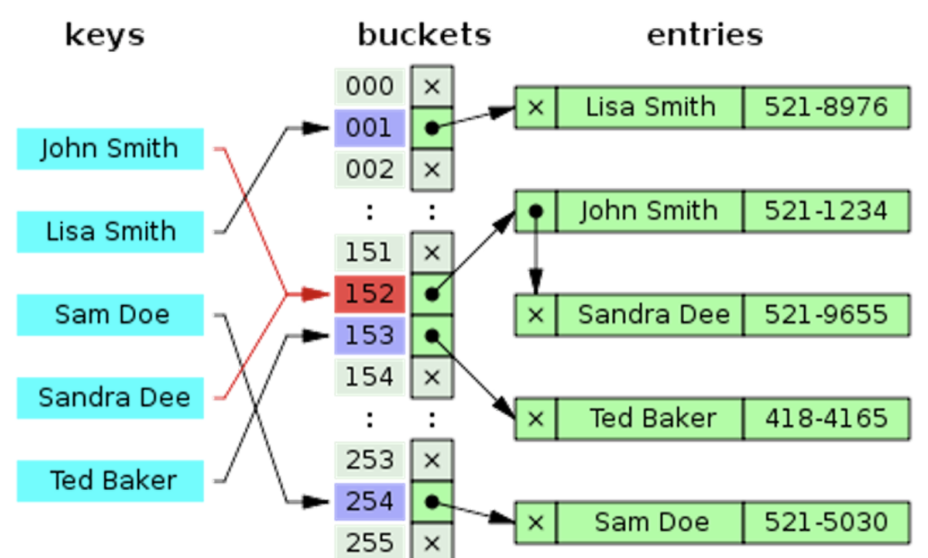 keys
buckets
entries
John Smith
Lisa Smith
Sam Doe
Sandra Dee
Ted Baker
000 ×
001
002 ×
: :
151 ×
152
153
154 ×
: :
253 ×
254
255 ×
× Lisa Smith 521-8976
John Smith 521-1234
× Sandra Dee 521-9655
× Ted Baker 418-4165
× Sam Doe 521-5030